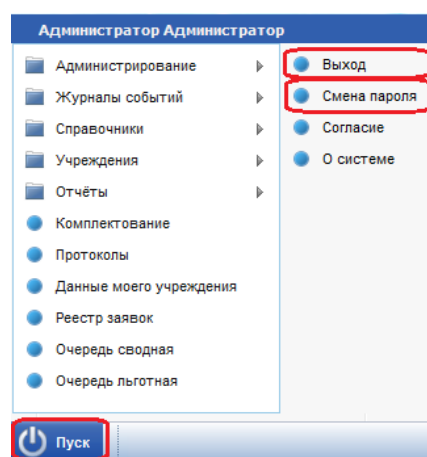 Администратор Администратор
Администрирование
Журналы событий
Справочники
Учреждения
Отчёты
Комплектование
Протоколы
Данные моего учреждения
Реестр заявок
Очередь сводная
Очередь льготная
Выход
Смена пароля
Согласие
О системе
Пуск